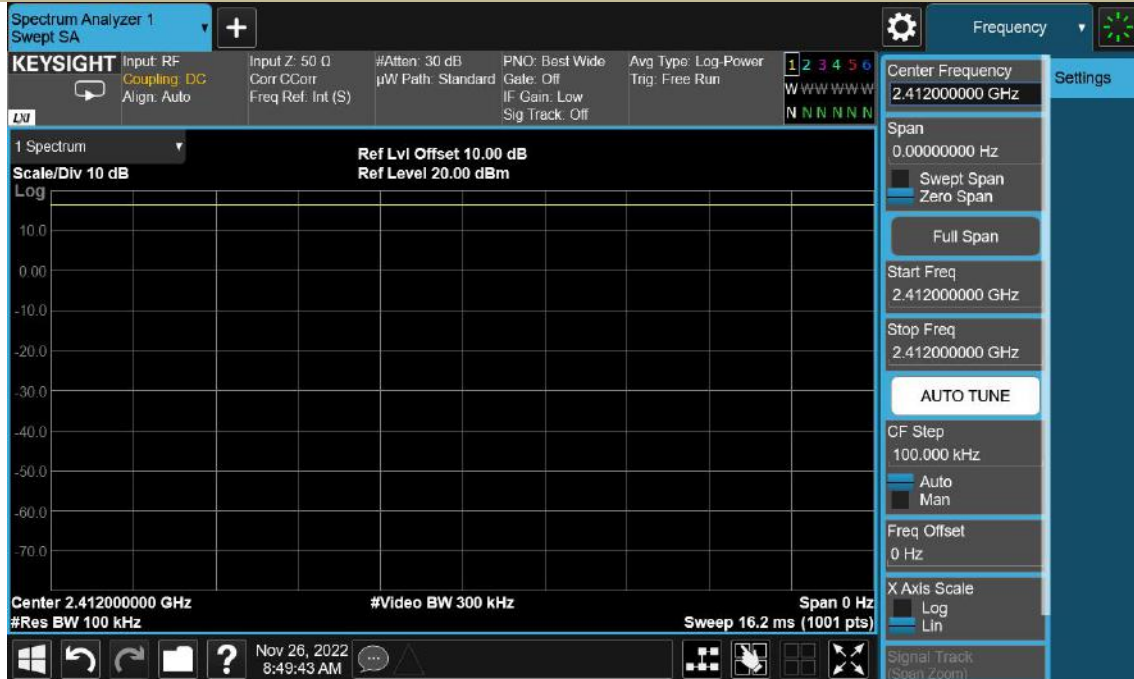 Spectrum Analyzer 1
Swept SA
Frequency
KEYSIGHT
LXI
Input: RF
Coupling: DC
Align: Auto
Input Z: 50 Ω
Corr CCorr
Freq Ref: Int (S)
#Atten: 30 dB
µW Path: Standard
PNO: Best Wide
Gate: Off
IF Gain: Low
Sig Track: Off
Avg Type: Log-Power
Trig: Free Run
1 2 3 4 5 6
W W W W W W
N N N N N N
1 Spectrum
Scale/Div 10 dB
Ref Lvl Offset 10.00 dB
Ref Level 20.00 dBm
Log
10.0
0.00
-10.0
-20.0
-30.0
-40.0
-50.0
-60.0
-70.0
Center 2.412000000 GHz
#Res BW 100 kHz
#Video BW 300 kHz
Span 0 Hz
Sweep 16.2 ms (1001 pts)
?
Nov 26, 2022
8:49:43 AM
Center Frequency
2.412000000 GHz
Span
0.00000000 Hz
Swept Span
Zero Span
Full Span
Start Freq
2.412000000 GHz
Stop Freq
2.412000000 GHz
AUTO TUNE
CF Step
100.000 kHz
Auto
Man
Freq Offset
0 Hz
X Axis Scale
Log
Lin
Signal Track
(Span Zoom)
Settings